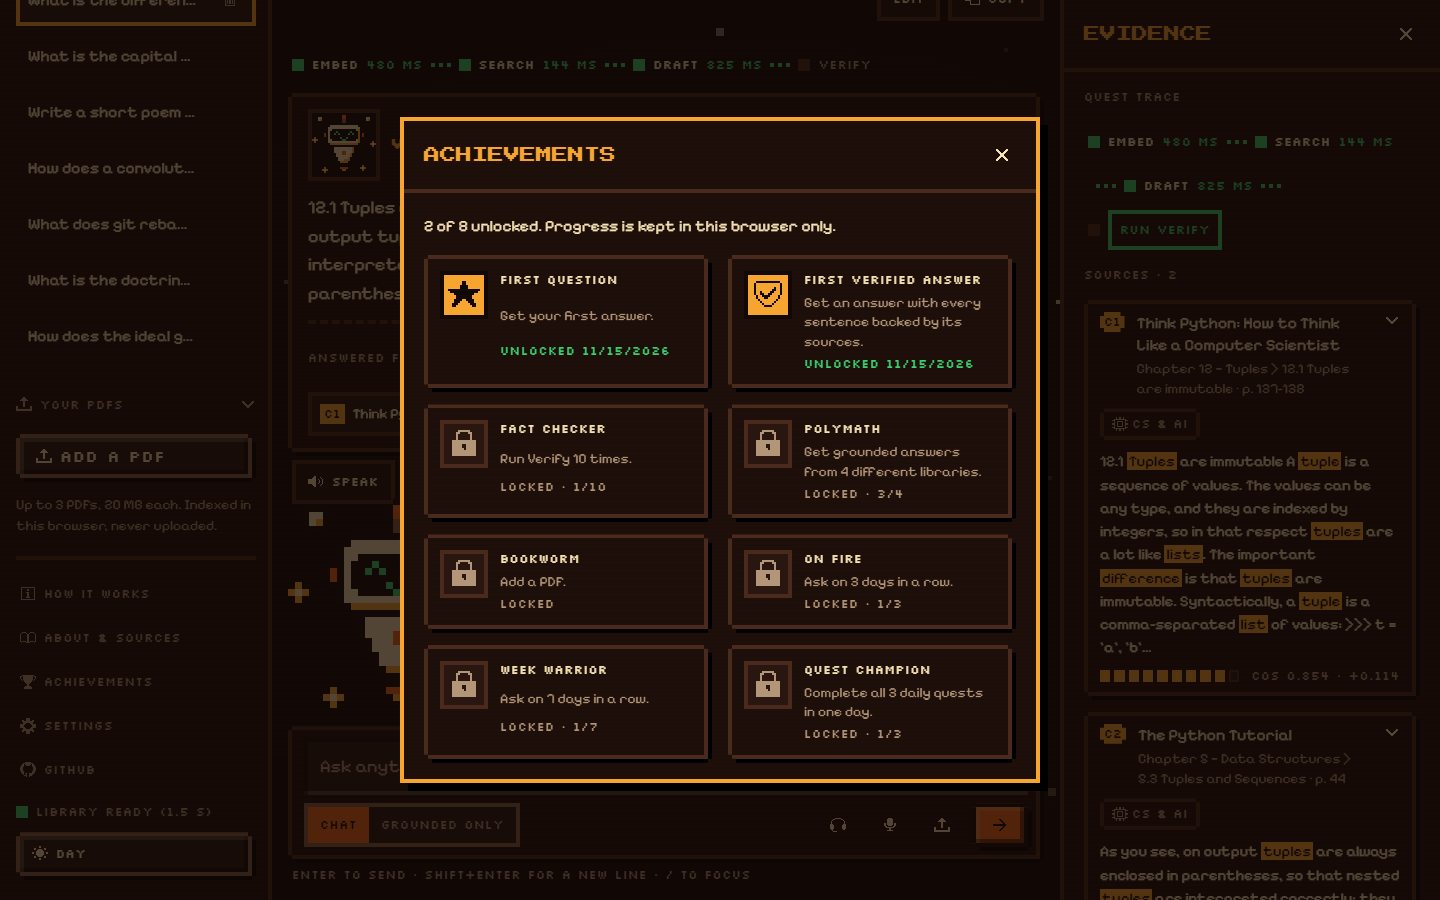 What is the differen...
What is the capital ...
Write a short poem ...
How does a convolut...
What does git reba...
What is the doctrin...
How does the ideal g...
YOUR PDFS
ADD A PDF
Up to 3 PDFs, 20 MB each. Indexed in
this browser, never uploaded.
HOW IT WORKS
ABOUT & SOURCES
ACHIEVEMENTS
SETTINGS
GITHUB
LIBRARY READY (1.5 S)
DAY
EDIT
COPY
EMBED 480 MS
SEARCH 144 MS
DRAFT 825 MS
VERIFY
12.1 Tuples
output tu
interprete
parenthes
ANSWERED F
C1 Think Py
SPEAK
Ask anyt
CHAT
GROUNDED ONLY
ENTER TO SEND · SHIFT+ENTER FOR A NEW LINE · / TO FOCUS
ACHIEVEMENTS
2 of 8 unlocked. Progress is kept in this browser only.
FIRST QUESTION
Get your first answer.
UNLOCKED 11/15/2026
FIRST VERIFIED ANSWER
Get an answer with every
sentence backed by its
sources.
UNLOCKED 11/15/2026
FACT CHECKER
Run Verify 10 times.
LOCKED · 1/10
POLYMATH
Get grounded answers
from 4 different libraries.
LOCKED · 3/4
BOOKWORM
Add a PDF.
LOCKED
ON FIRE
Ask on 3 days in a row.
LOCKED · 1/3
WEEK WARRIOR
Ask on 7 days in a row.
LOCKED · 1/7
QUEST CHAMPION
Complete all 3 daily quests
in one day.
LOCKED · 1/3
EVIDENCE
QUEST TRACE
EMBED 480 MS
SEARCH 144 MS
DRAFT 825 MS
RUN VERIFY
SOURCES · 2
C1 Think Python: How to Think
Like a Computer Scientist
Chapter 12 - Tuples > 12.1 Tuples
are immutable · p. 137-138
CS & AI
12.1 Tuples are immutable A tuple is a
sequence of values. The values can be
any type, and they are indexed by
integers, so in that respect tuples are
a lot like lists. The important
difference is that tuples are
immutable. Syntactically, a tuple is a
comma-separated list of values: >>> t =
'a', 'b'...
COS 0.854 · +0.114
C2 The Python Tutorial
Chapter 5 - Data Structures >
5.3 Tuples and Sequences · p. 44
CS & AI
As you see, on output tuples are always
enclosed in parentheses, so that nested
tuples are interpreted correctly; they